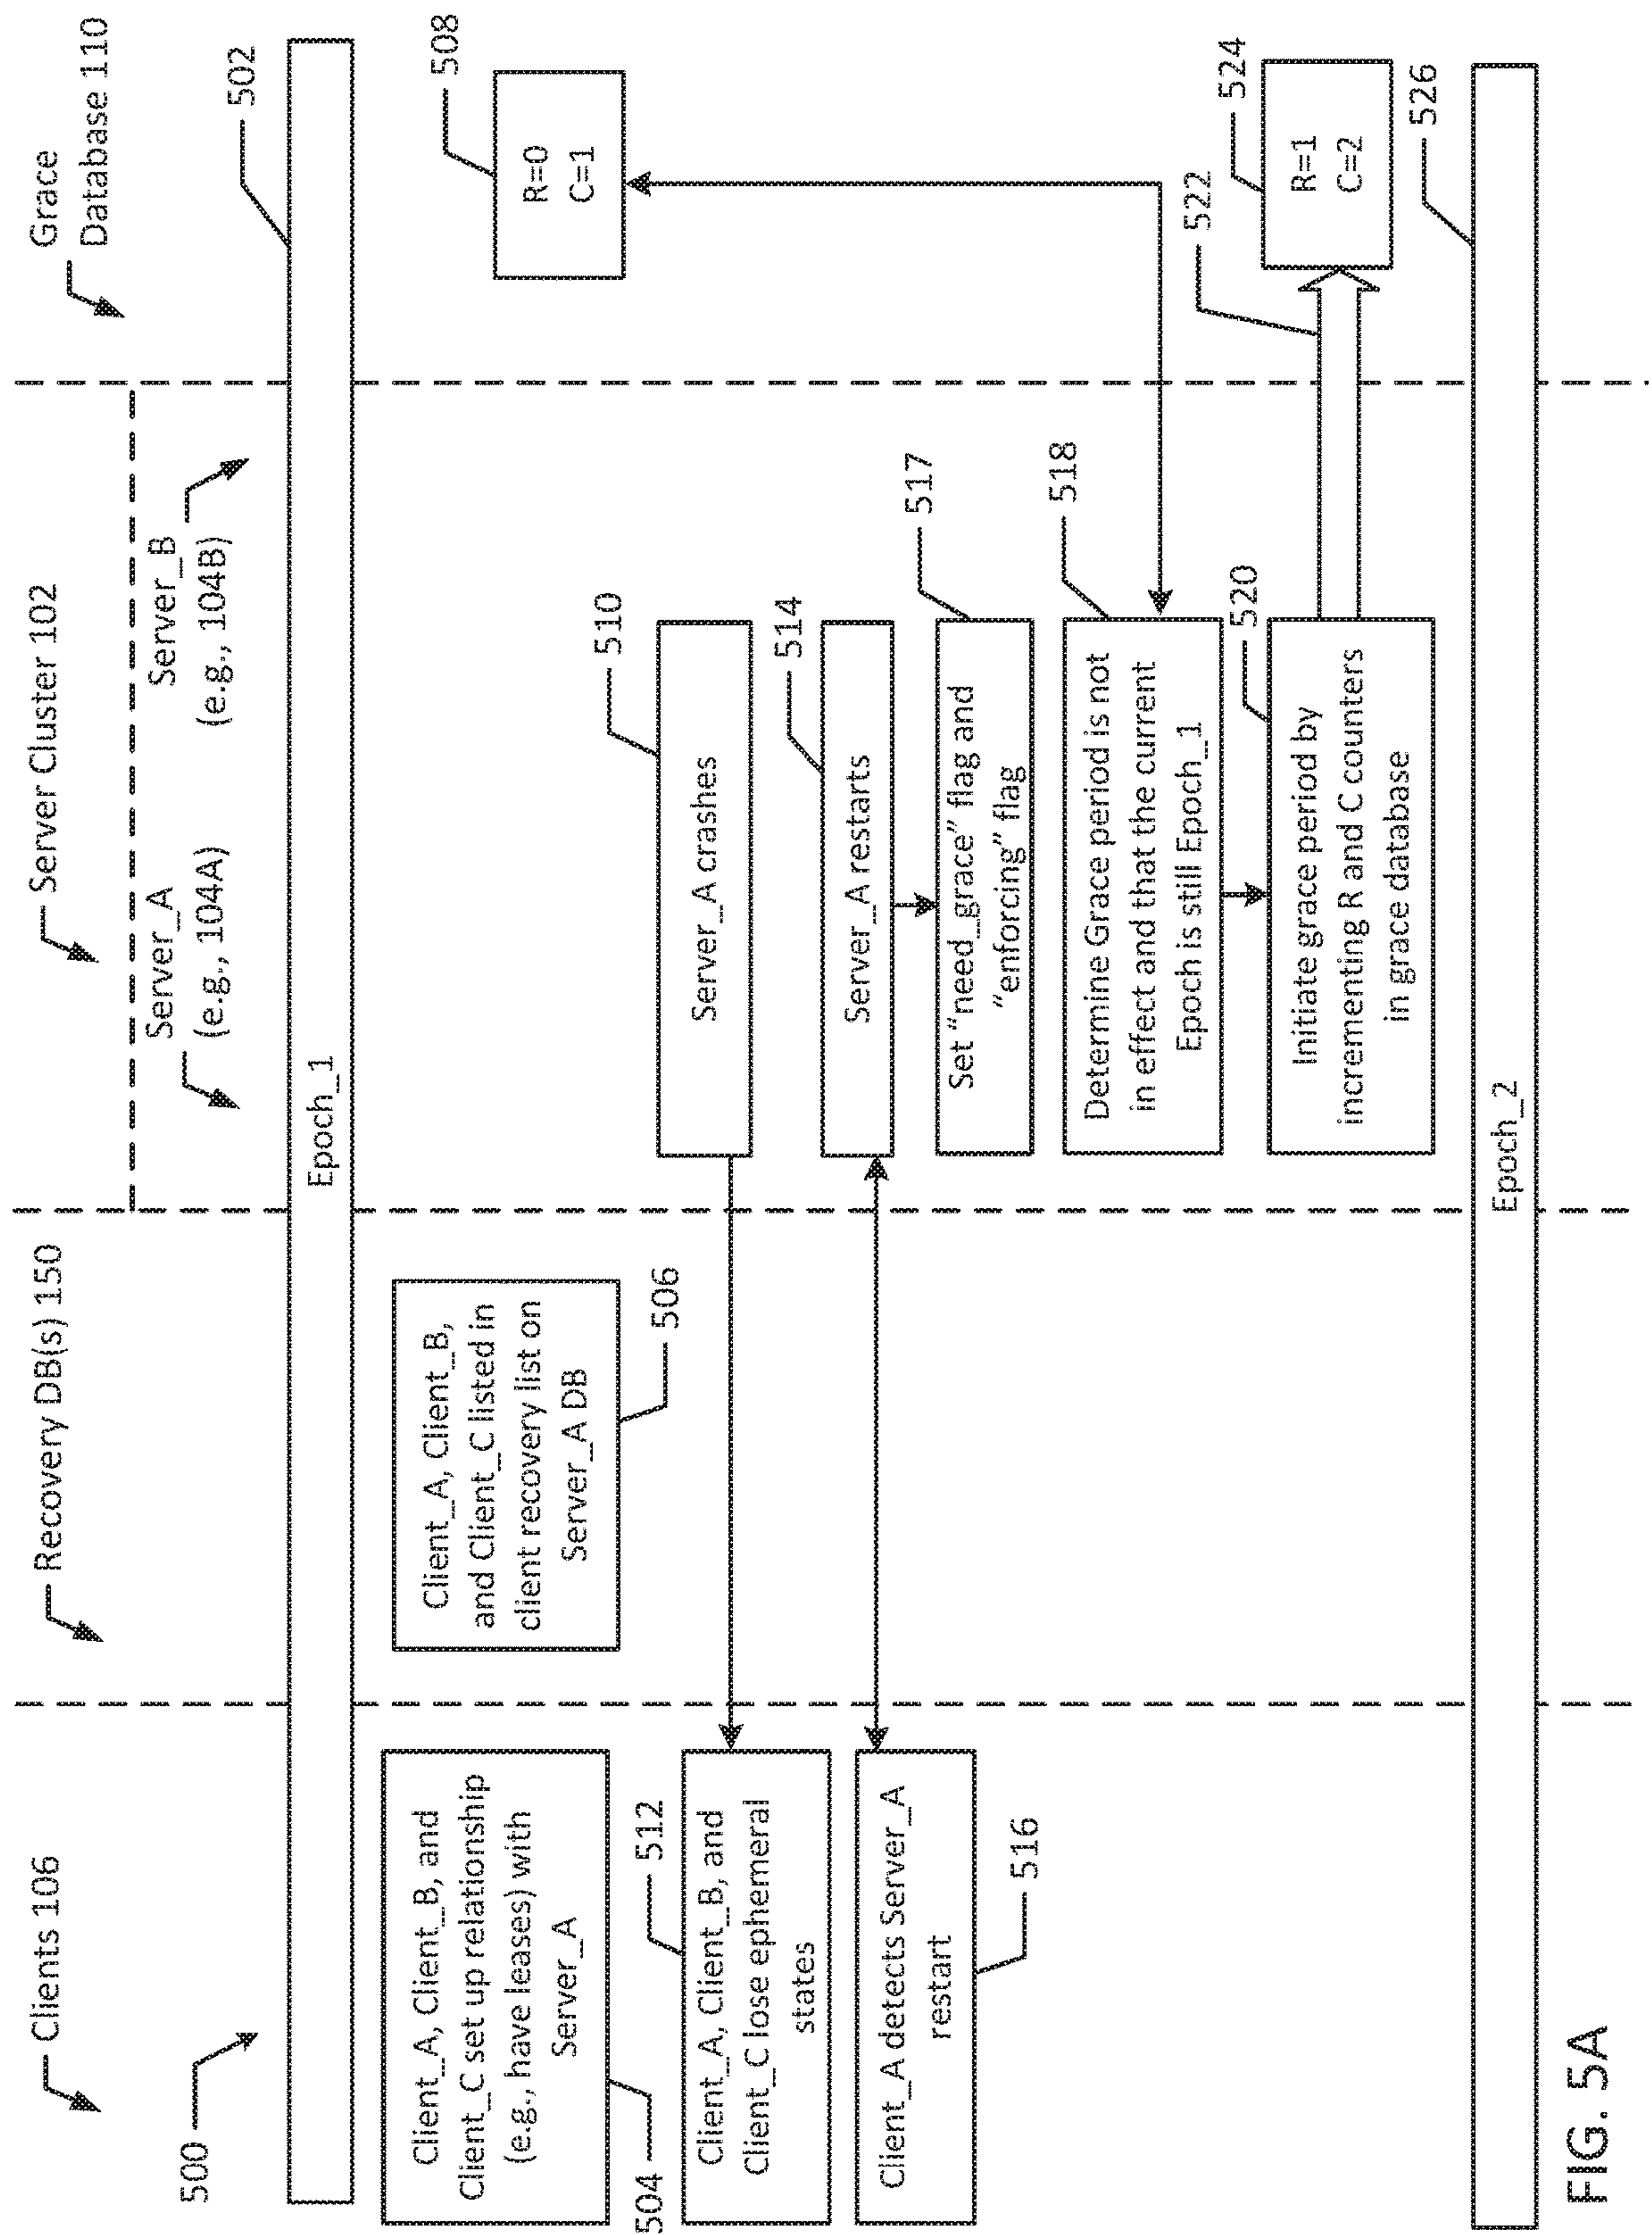 500
Clients 106
Recovery DB(s) 150
Server Cluster 102
Grace
Database 110
Server_A
(e.g., 104A)
Server_B
(e.g., 104B)
502
Epoch_1
Client_A, Client_B, and
Client_C set up relationship
(e.g., have leases) with
Server_A
504
Client_A, Client_B,
and Client_C listed in
client recovery list on
Server_A DB
506
R=0
C=1
508
Server_A crashes
510
Client_A, Client_B, and
Client_C lose ephemeral
states
512
Server_A restarts
514
Client_A detects Server_A
restart
516
Set “need_grace” flag and
“enforcing” flag
517
Determine Grace period is not
in effect and that the current
Epoch is still Epoch_1
518
Initiate grace period by
incrementing R and C counters
in grace database
520
522
R=1
C=2
524
526
Epoch_2
FIG. 5A